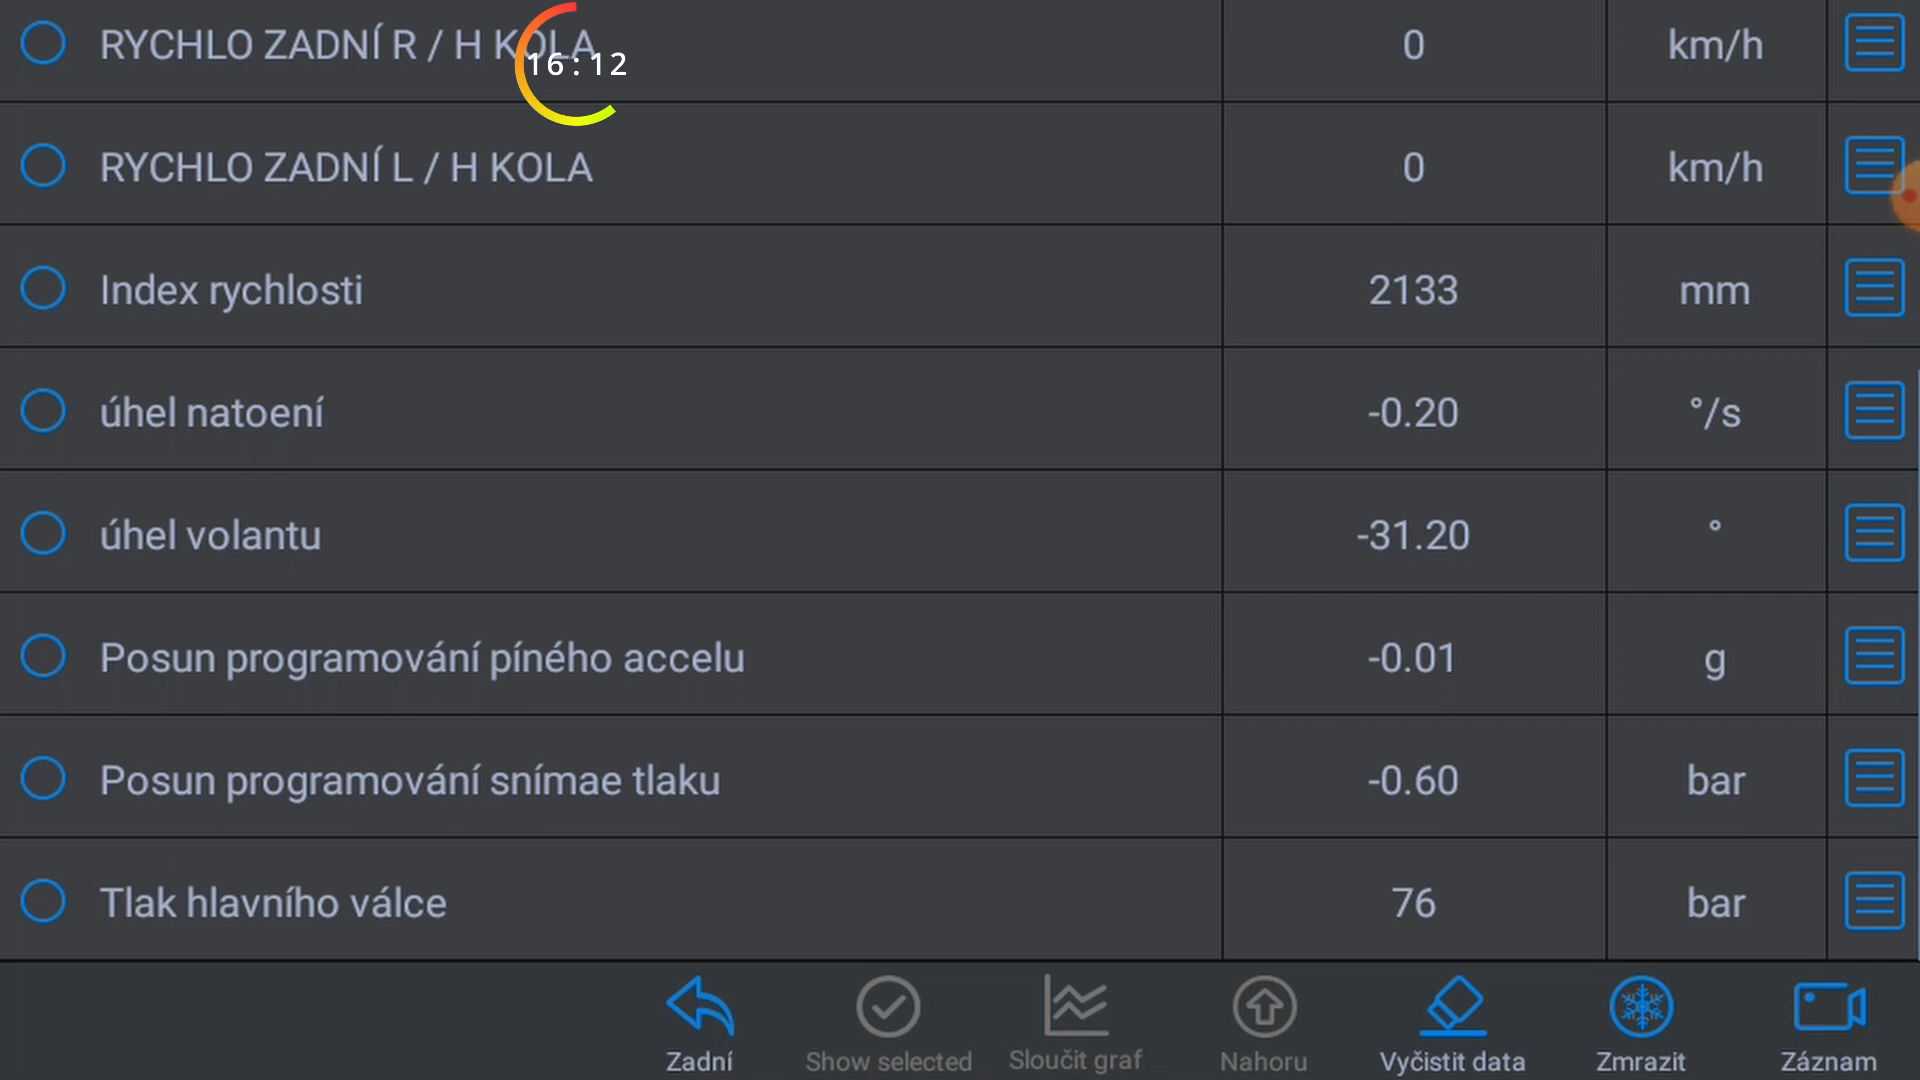 RYCHLO ZADNÍ R / H KOLA 0 km/h
16:12
RYCHLO ZADNÍ L / H KOLA 0 km/h
Index rychlosti 2133 mm
úhel natoení -0.20 °/s
úhel volantu -31.20 °
Posun programování píného accelu -0.01 g
Posun programování snímae tlaku -0.60 bar
Tlak hlavního válce 76 bar
Zadní Show selected Sloučit graf Nahoru Vyčistit data Zmrazit Záznam